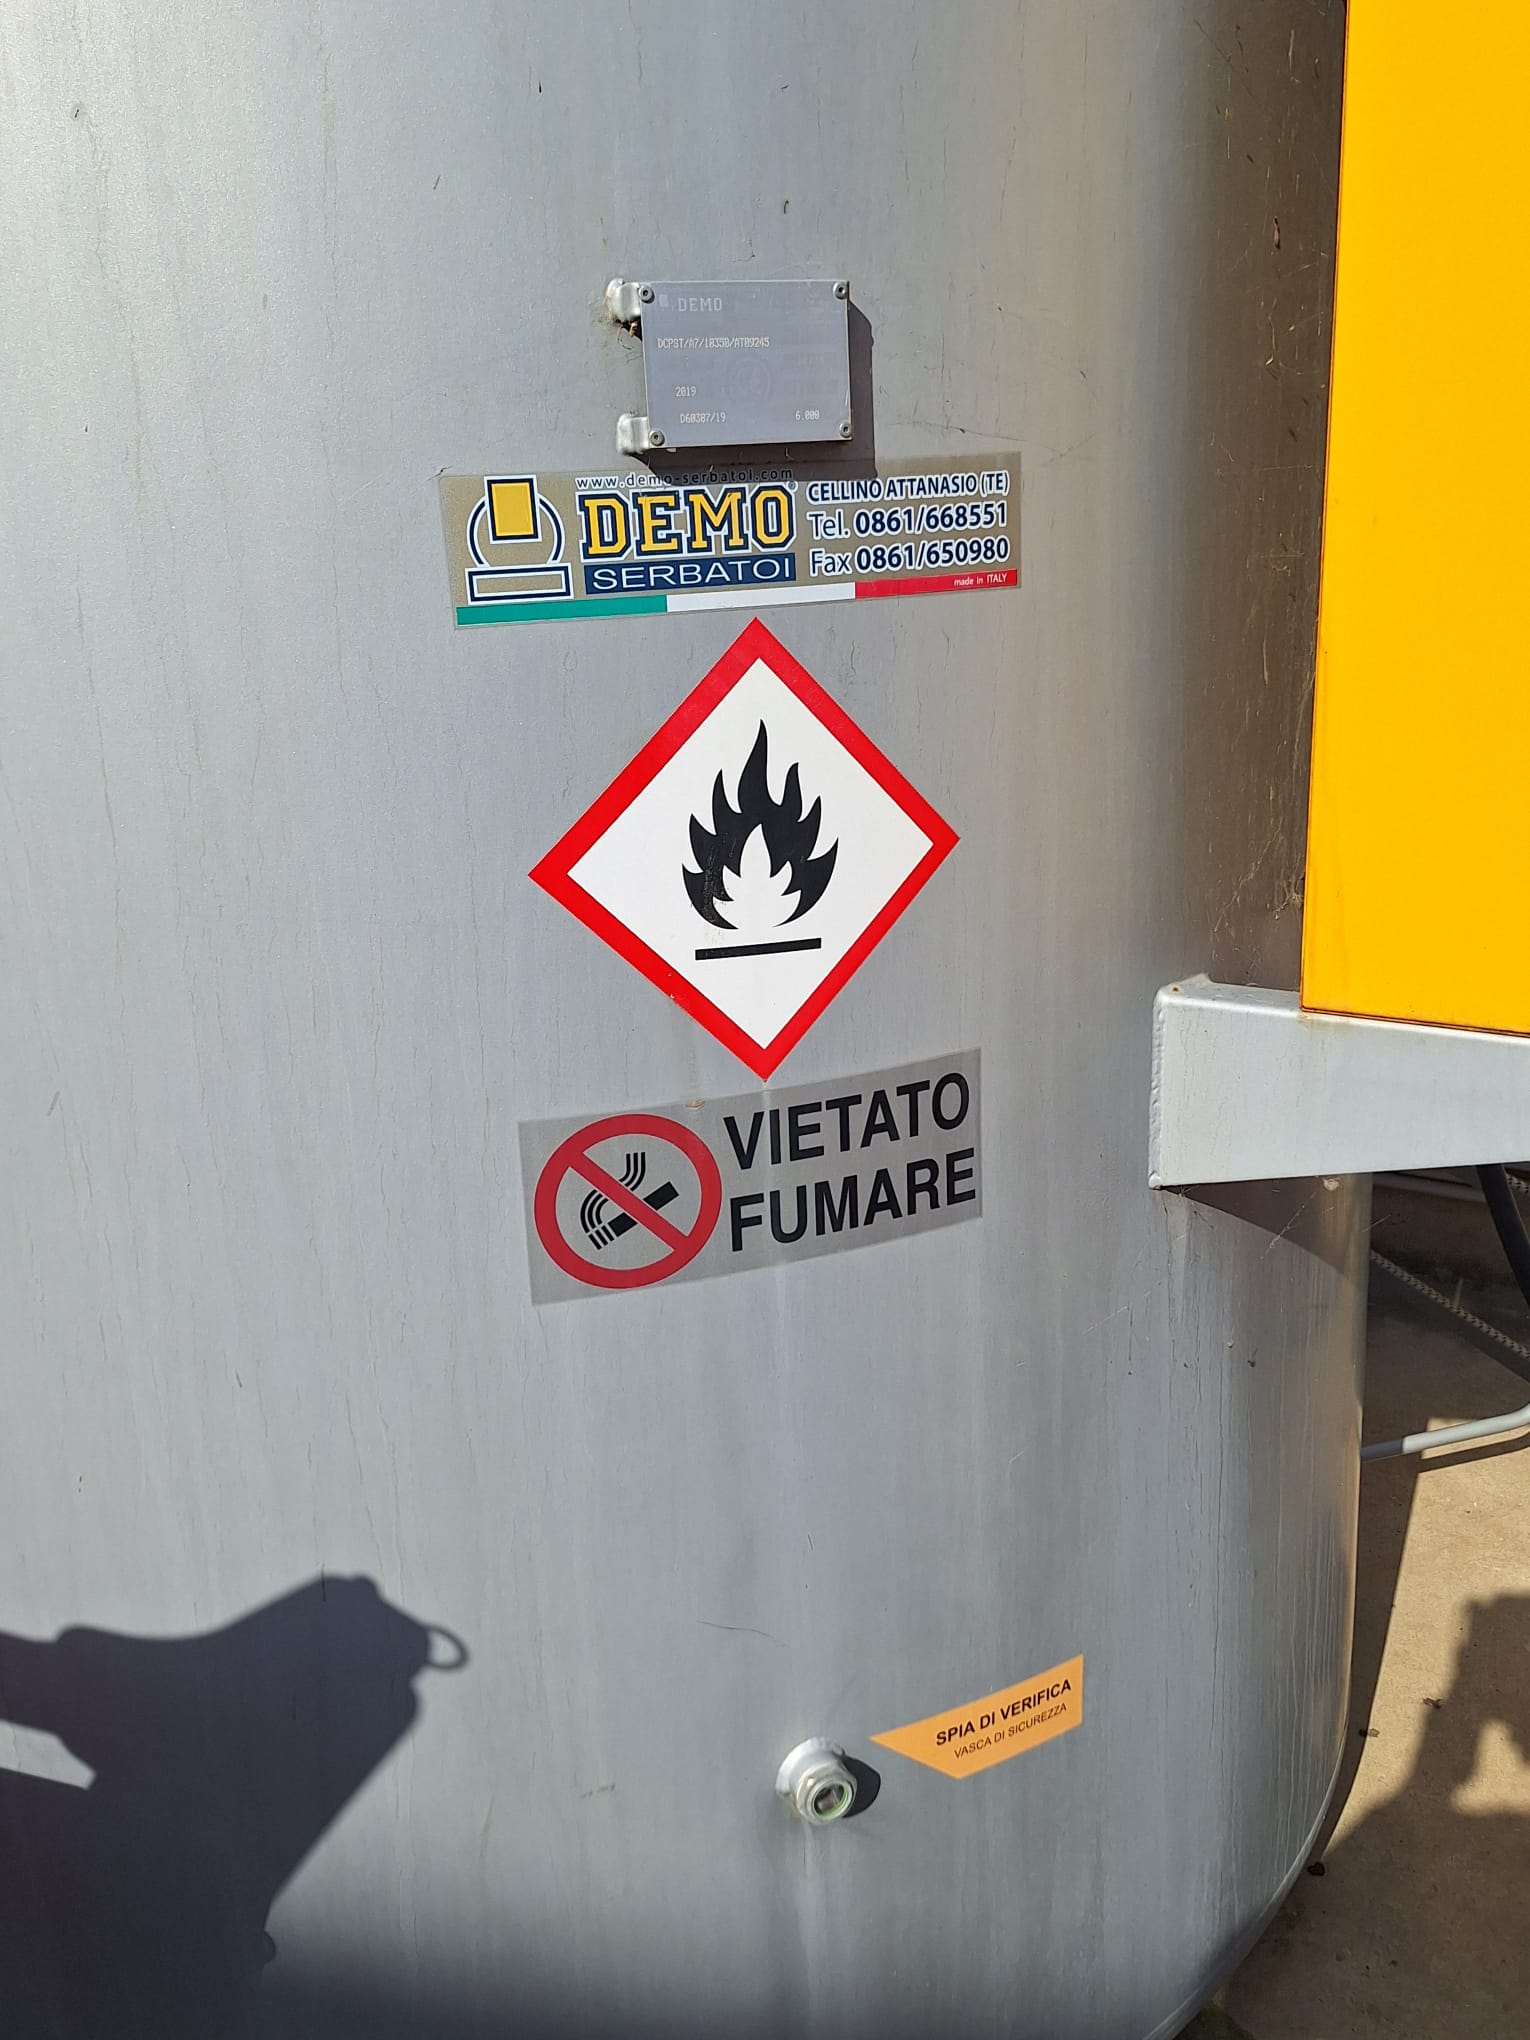 DEMO
DCPST/A7/10350/AT09245
2019
D60387/19 6.000
www.demo-serbatoi.com
DEMO
SERBATOI
CELLINO ATTANASIO (TE)
Tel. 0861/668551
Fax 0861/650980
made in ITALY
VIETATO
FUMARE
SPIA DI VERIFICA
VASCA DI SICUREZZA